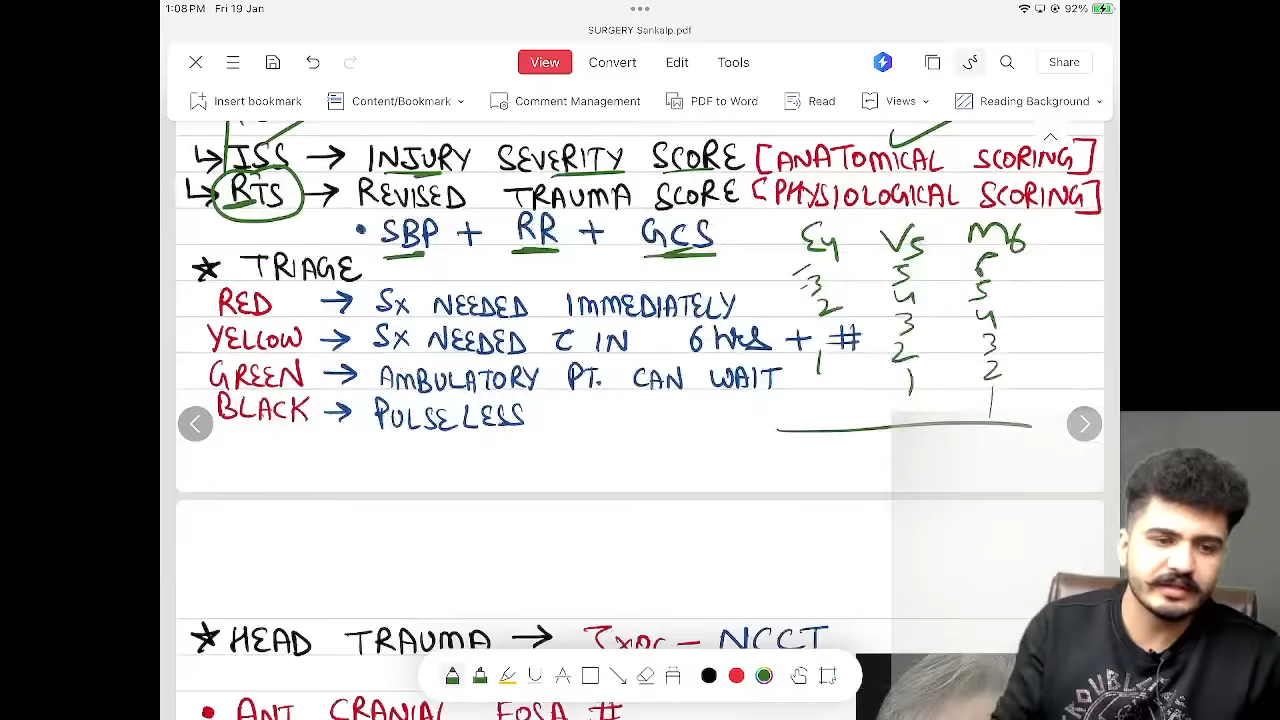 1:08 PM Fri 19 Jan
92%
SURGERY Sankalp.pdf
View Convert Edit Tools Share
Insert bookmark Content/Bookmark Comment Management PDF to Word Read Views Reading Background
↳ ISS → INJURY SEVERITY SCORE [ANATOMICAL SCORING]
↳ RTS → REVISED TRAUMA SCORE [PHYSIOLOGICAL SCORING]
• SBP + RR + GCS
E4 V5 M6
★ TRIAGE
RED → Sx NEEDED IMMEDIATELY
YELLOW → Sx NEEDED C̄ IN 6 hrs + #
GREEN → AMBULATORY PT. CAN WAIT
BLACK → PULSELESS
3 2 1
5 4 3 2 1
6 5 4 3 2 1
★ HEAD TRAUMA → IxOC - NCCT
• ANT CRANIAL FOSA #